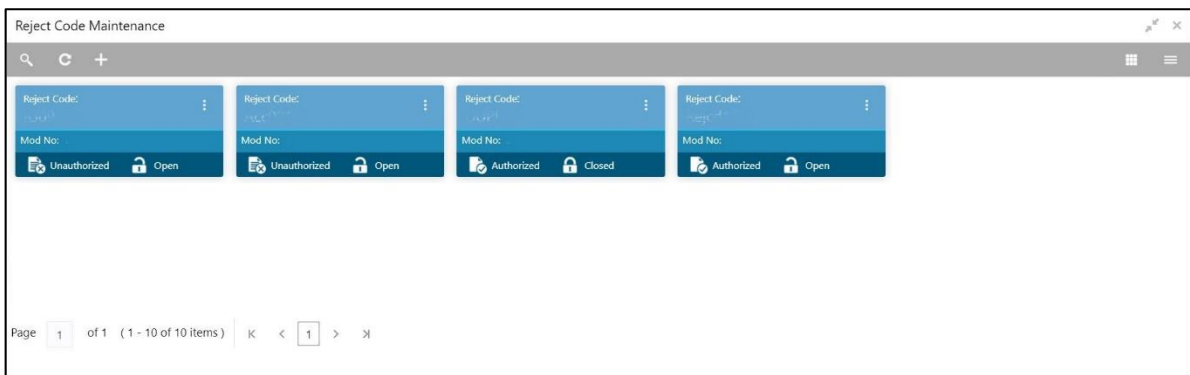 Reject Code Maintenance
Reject Code:
Mod No:
Unauthorized Open
Reject Code:
Mod No:
Unauthorized Open
Reject Code:
Mod No:
Authorized Closed
Reject Code:
Mod No:
Authorized Open
Page 1 of 1 ( 1 - 10 of 10 items ) 1